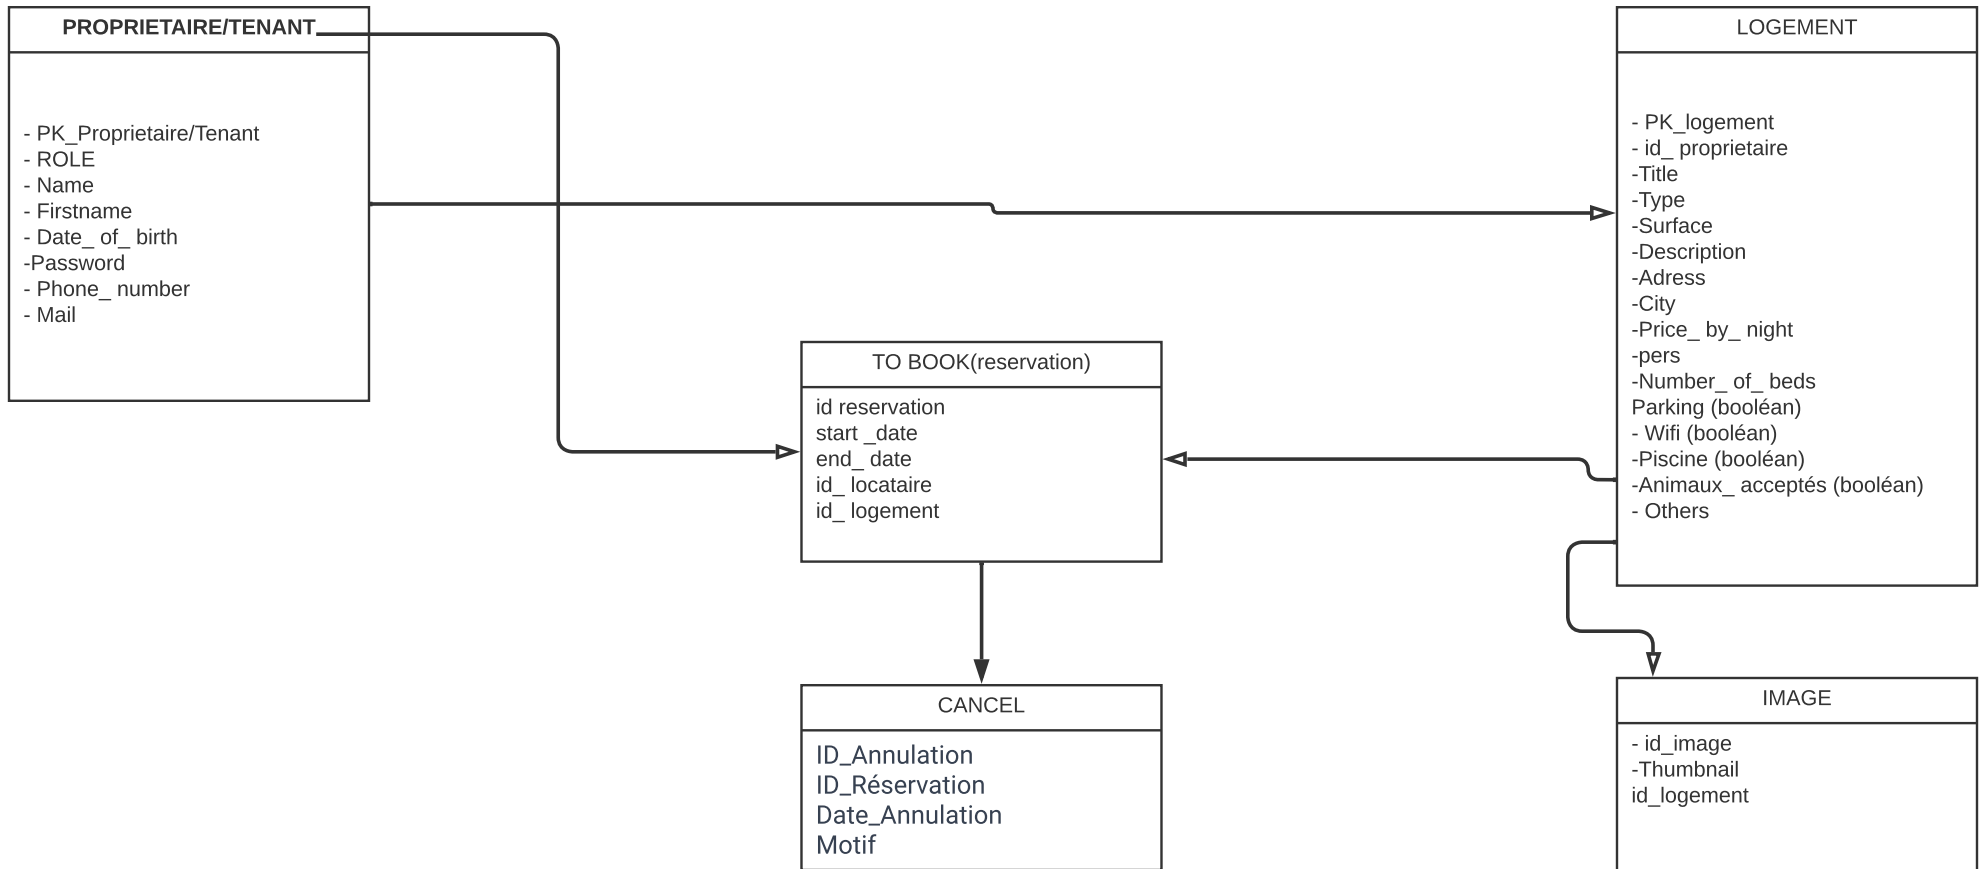 PROPRIETAIRE/TENANT
- PK_Proprietaire/Tenant
- ROLE
- Name
- Firstname
- Date_ of_ birth
-Password
- Phone_ number
- Mail
LOGEMENT
- PK_logement
- id_ proprietaire
-Title
-Type
-Surface
-Description
-Adress
-City
-Price_ by_ night
-pers
-Number_ of_ beds
Parking (booléan)
- Wifi (booléan)
-Piscine (booléan)
-Animaux_ acceptés (booléan)
- Others
TO BOOK(reservation)
id reservation
start _date
end_ date
id_ locataire
id_ logement
CANCEL
ID_Annulation
ID_Réservation
Date_Annulation
Motif
IMAGE
- id_image
-Thumbnail
id_logement